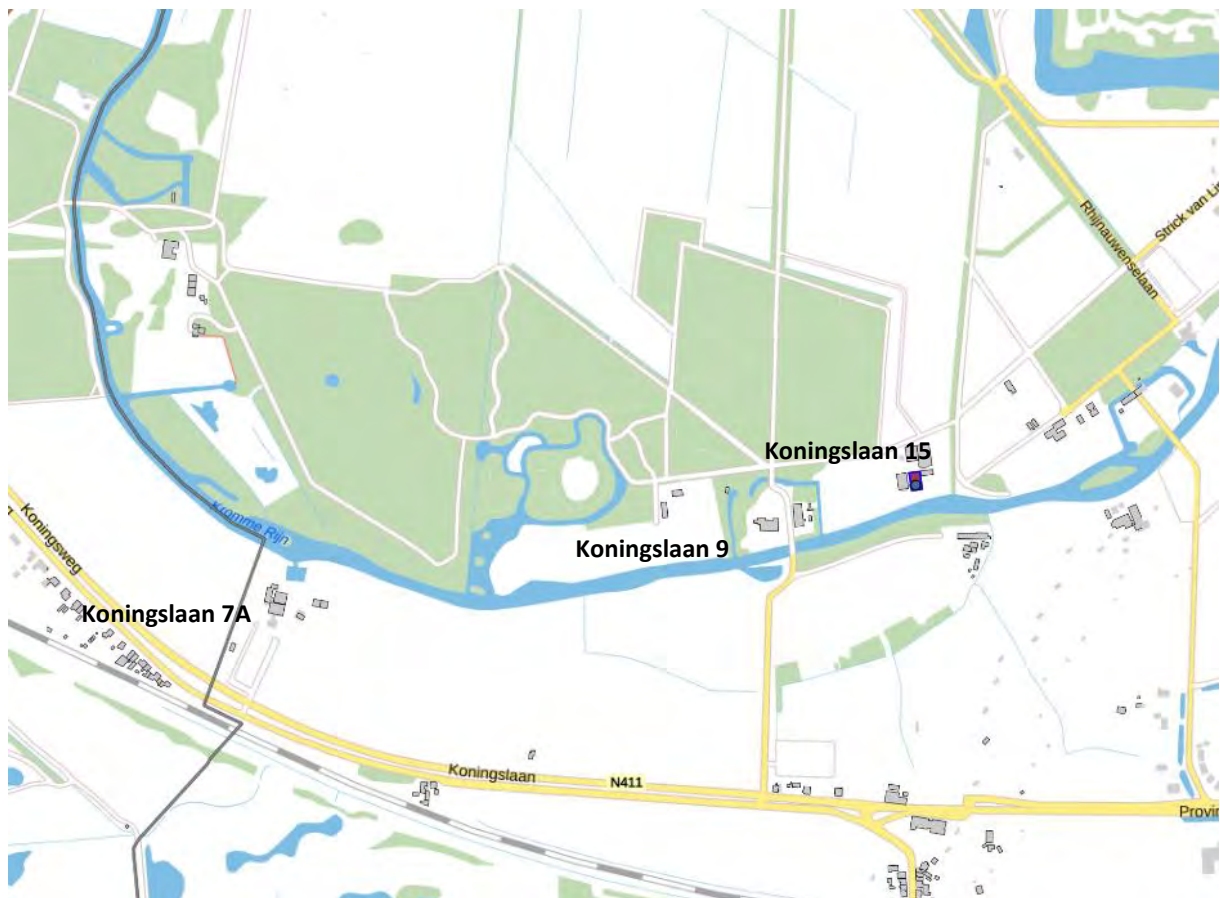 Rhijnauwenselaan
Strick van Li
Koningslaan 15
Kromme Rijn
Koningsweg
Koningslaan 9
Koningslaan 7A
Koningslaan
N411
Provin